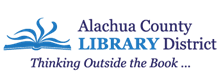 Alachua County
LIBRARY District
Thinking Outside the Book ...